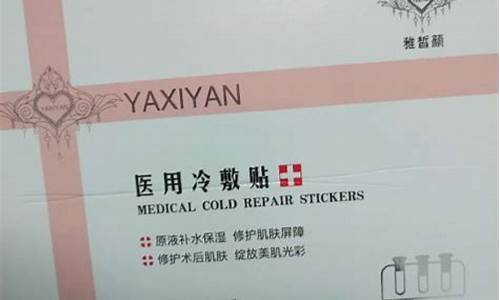 雅皙颜
YAXIYAN
YAXIYAN
医用冷敷贴
MEDICAL COLD REPAIR STICKERS
原液补水保湿 修护肌肤屏障
修护术后肌肤 绽放美肌光彩